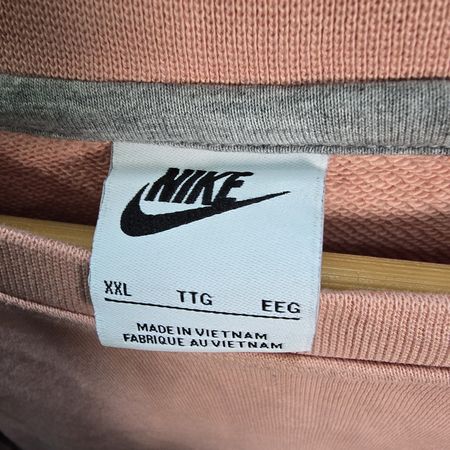 NIKE
XXL TTG EEG
MADE IN VIETNAM
FABRIQUE AU VIETNAM